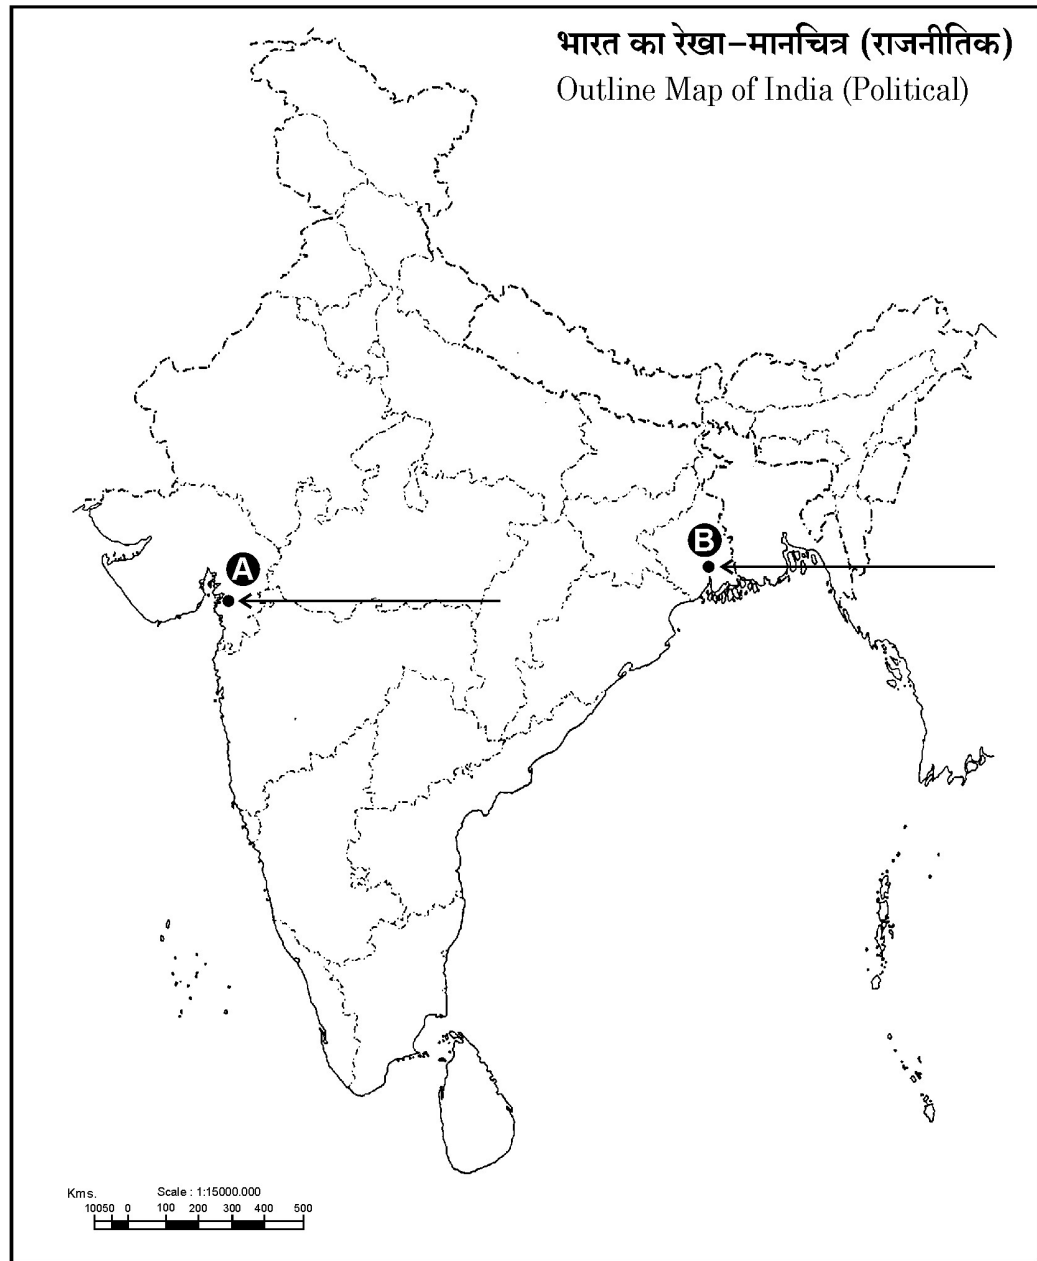 भारत का रेखा-मानचित्र (राजनीतिक)
Outline Map of India (Political)
B
A
Kms.
Scale : 1:15000.000
10050 0 100 200 300 400 500